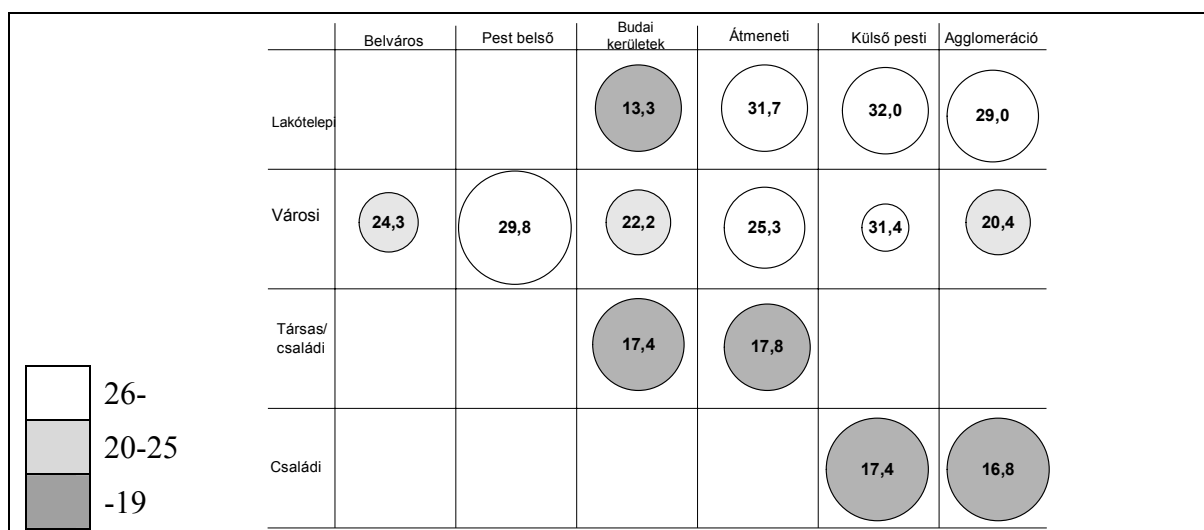 Belváros Pest belső Budai kerületek Átmeneti Külső pesti Agglomeráció
Lakótelepi 13,3 31,7 32,0 29,0
Városi 24,3 29,8 22,2 25,3 31,4 20,4
Társas/
családi 17,4 17,8
Családi 17,4 16,8
26-
20-25
-19